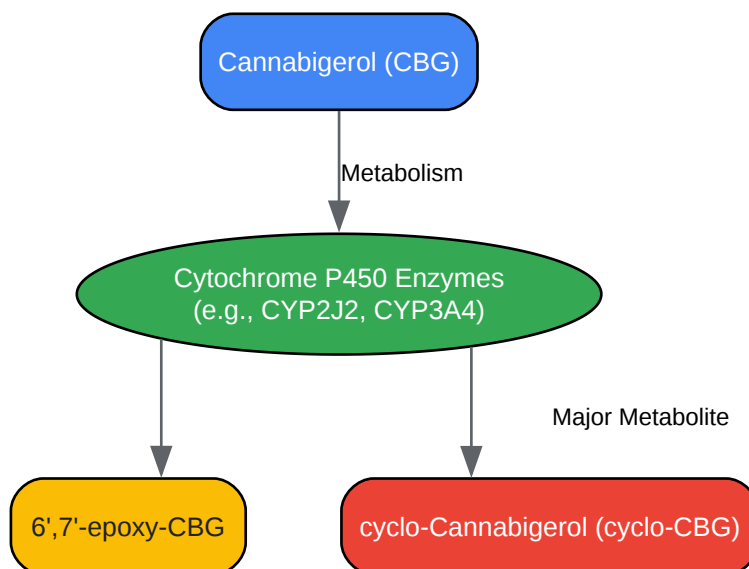 Cannabigerol (CBG)
Metabolism
Cytochrome P450 Enzymes
(e.g., CYP2J2, CYP3A4)
Major Metabolite
6',7'-epoxy-CBG
cyclo-Cannabigerol (cyclo-CBG)